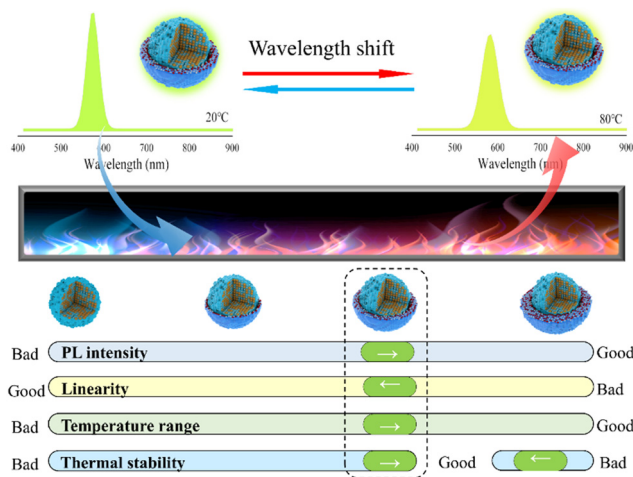 Wavelength shift
20℃
80℃
400 500 600 700 800 900
Wavelength (nm)
400 500 600 700 800 900
Wavelength (nm)
Bad PL intensity → Good
Good Linearity ← Bad
Bad Temperature range → Good
Bad Thermal stability → Good ← Bad